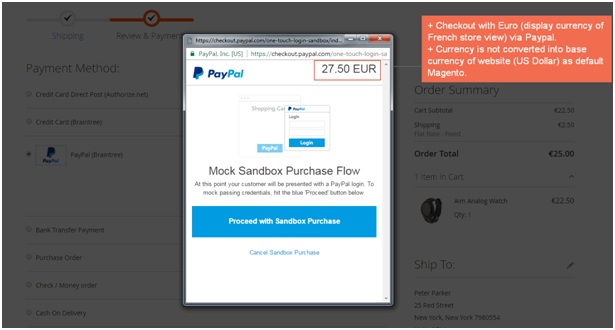 + Checkout with Euro (display currency of
French store view) via Paypal.
+ Currency is not converted into base
currency of website (US Dollar) as default
Magento.
Shipping
Review & Payment
Payment Method:
Credit Card Direct Post (Authorize.net)
Credit Card (Braintree)
PayPal
PayPal (Braintree)
Bank Transfer Payment
Purchase Order
Check / Money order
Cash On Delivery
https://checkout.paypal.com/one-touch-login-sandbox/ind...
PayPal, Inc. [US] | https://checkout.paypal.com/one-touch-login-sa
PayPal
27.50 EUR
Shopping Ca
PayPal
Login
Login
PayPal
Mock Sandbox Purchase Flow
At this point your customer will be presented with a PayPal login. To
mock passing credentials, hit the blue 'Proceed' button below.
Proceed with Sandbox Purchase
Cancel Sandbox Purchase
Order Summary
Cart Subtotal €22.50
Shipping €2.50
Flat Rate - Fixed
Order Total €25.00
1 Item in Cart
Aim Analog Watch €22.50
Qty: 1
Ship To:
Peter Parker
25 Red Street
New York, New York 7980554